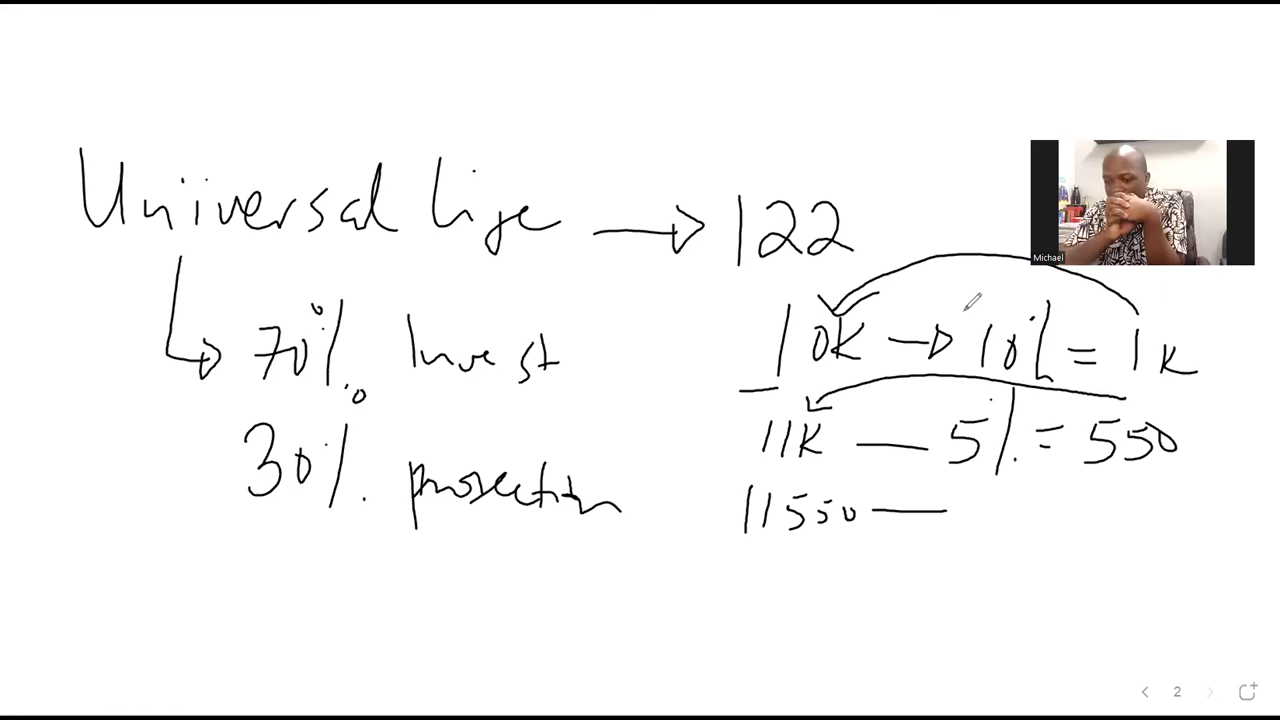 Universal Life → 122
Michael
70% Invest
30% protection
10K → 10% = 1K
11K — 5% = 550
11550 —
2